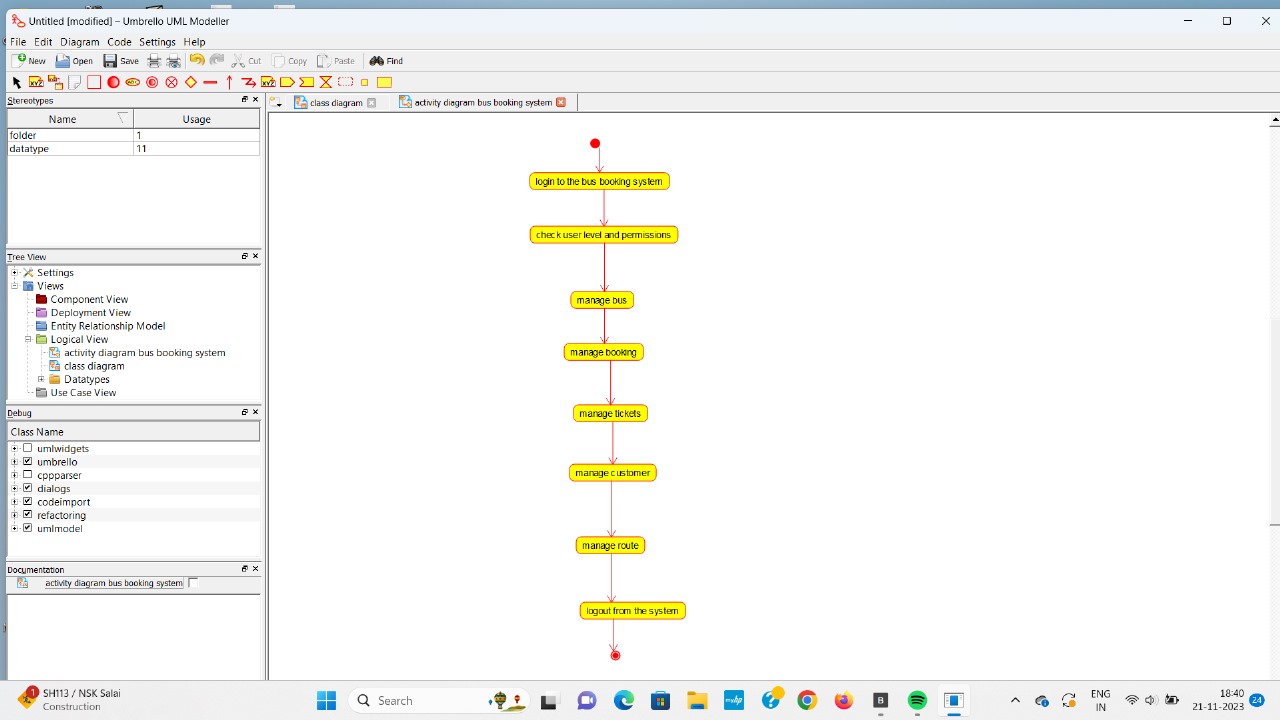 Untitled [modified] – Umbrello UML Modeller
File Edit Diagram Code Settings Help
New Open Save Cut Copy Paste Find
Stereotypes
Name Usage
folder 1
datatype 11
Tree View
Settings
Views
Component View
Deployment View
Entity Relationship Model
Logical View
activity diagram bus booking system
class diagram
Datatypes
Use Case View
Debug
Class Name
umlwidgets
umbrello
cppparser
dialogs
codeimport
refactoring
umlmodel
Documentation
activity diagram bus booking system
class diagram activity diagram bus booking system
login to the bus booking system
check user level and permissions
manage bus
manage booking
manage tickets
manage customer
manage route
logout from the system
1 SH113 / NSK Salai
Construction
Search
ENG
IN
18:40
21-11-2023
24